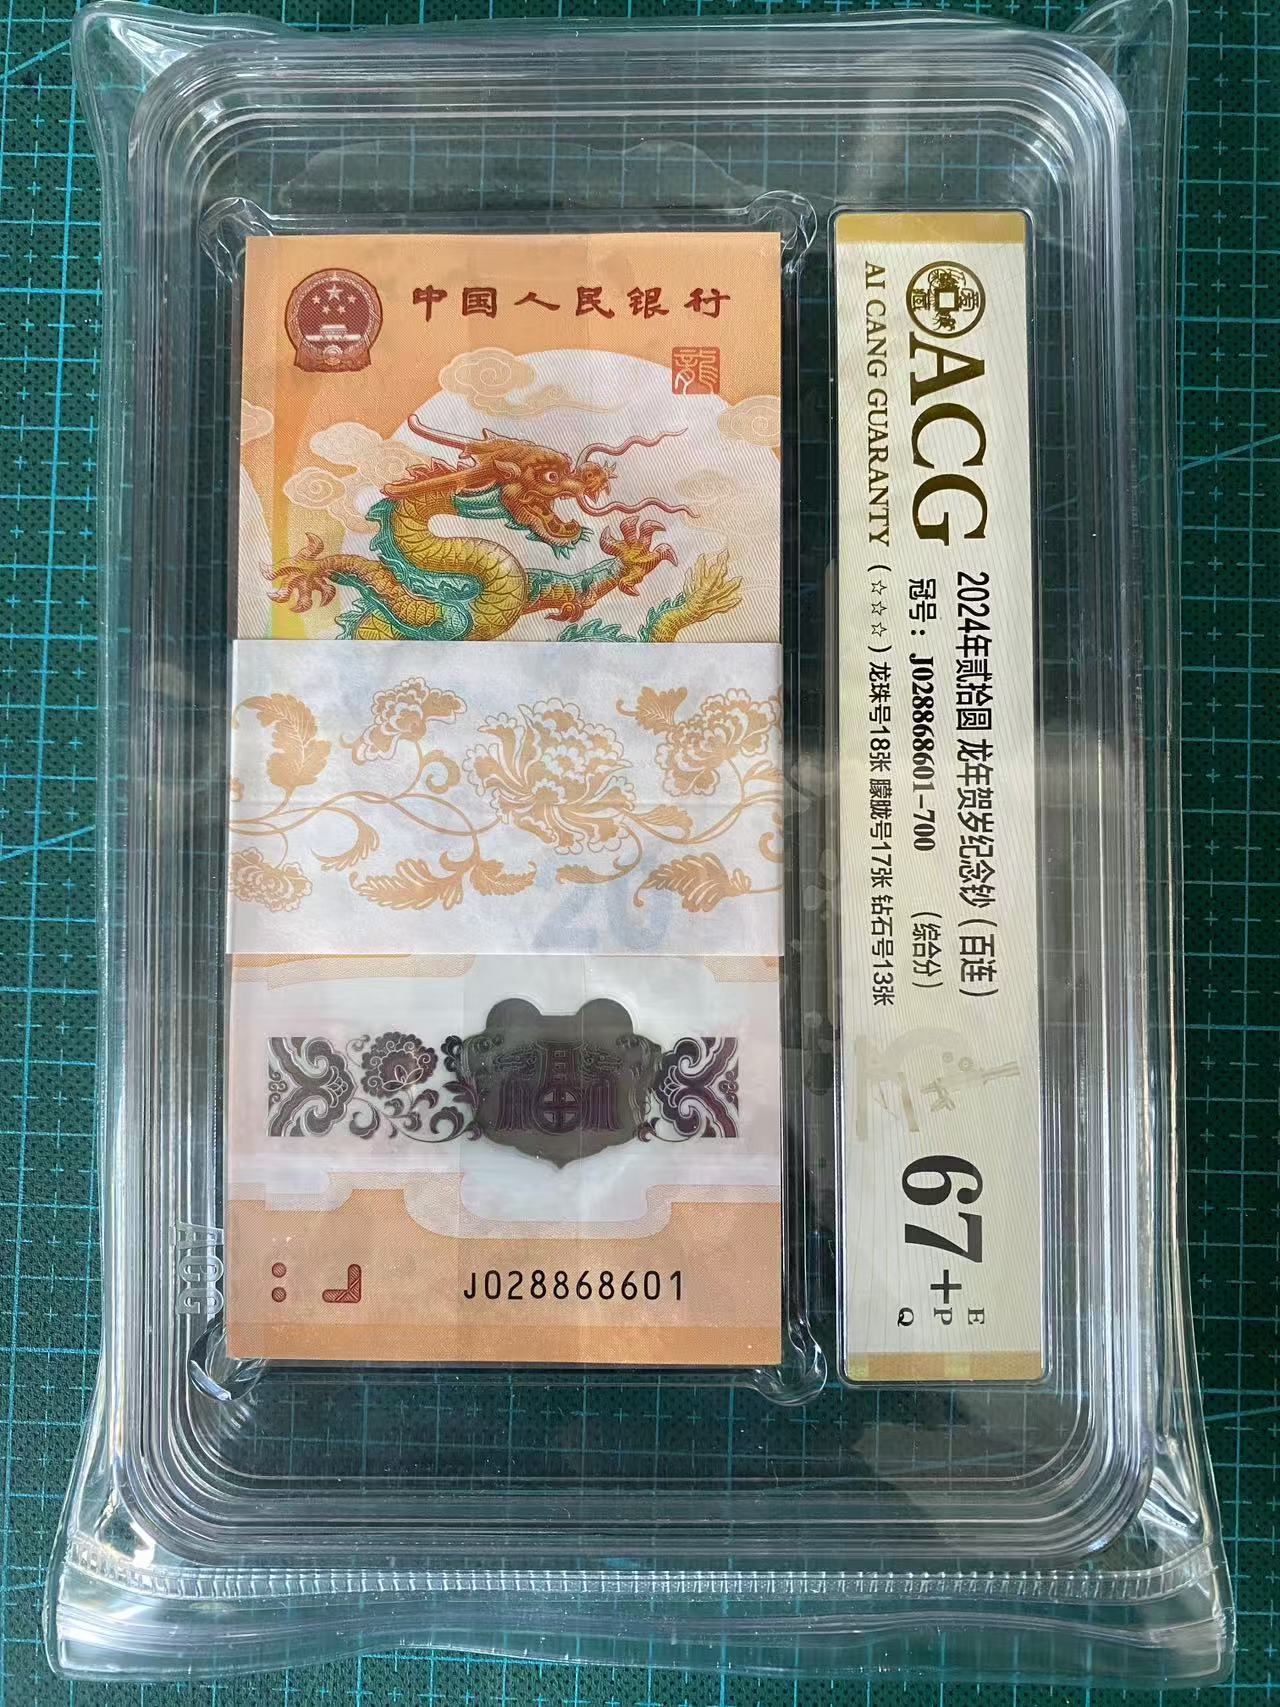 中国人民银行
龍
20
J028868601
ACG
AI CANG GUARANTY
2024年贰拾圆 龙年贺岁纪念钞（百连）
冠号：J028868601-700 （综合分）
（☆☆☆）龙珠号18张 朦胧号17张 钻石号13张
67+
E
P
Q
ACG